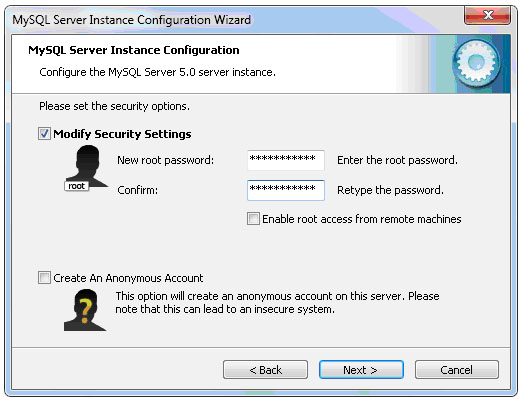 MySQL Server Instance Configuration Wizard
MySQL Server Instance Configuration
Configure the MySQL Server 5.0 server instance.
Please set the security options.
Modify Security Settings
root
New root password: *********** Enter the root password.
Confirm: *********** Retype the password.
Enable root access from remote machines
Create An Anonymous Account
This option will create an anonymous account on this server. Please
note that this can lead to an insecure system.
< Back Next > Cancel